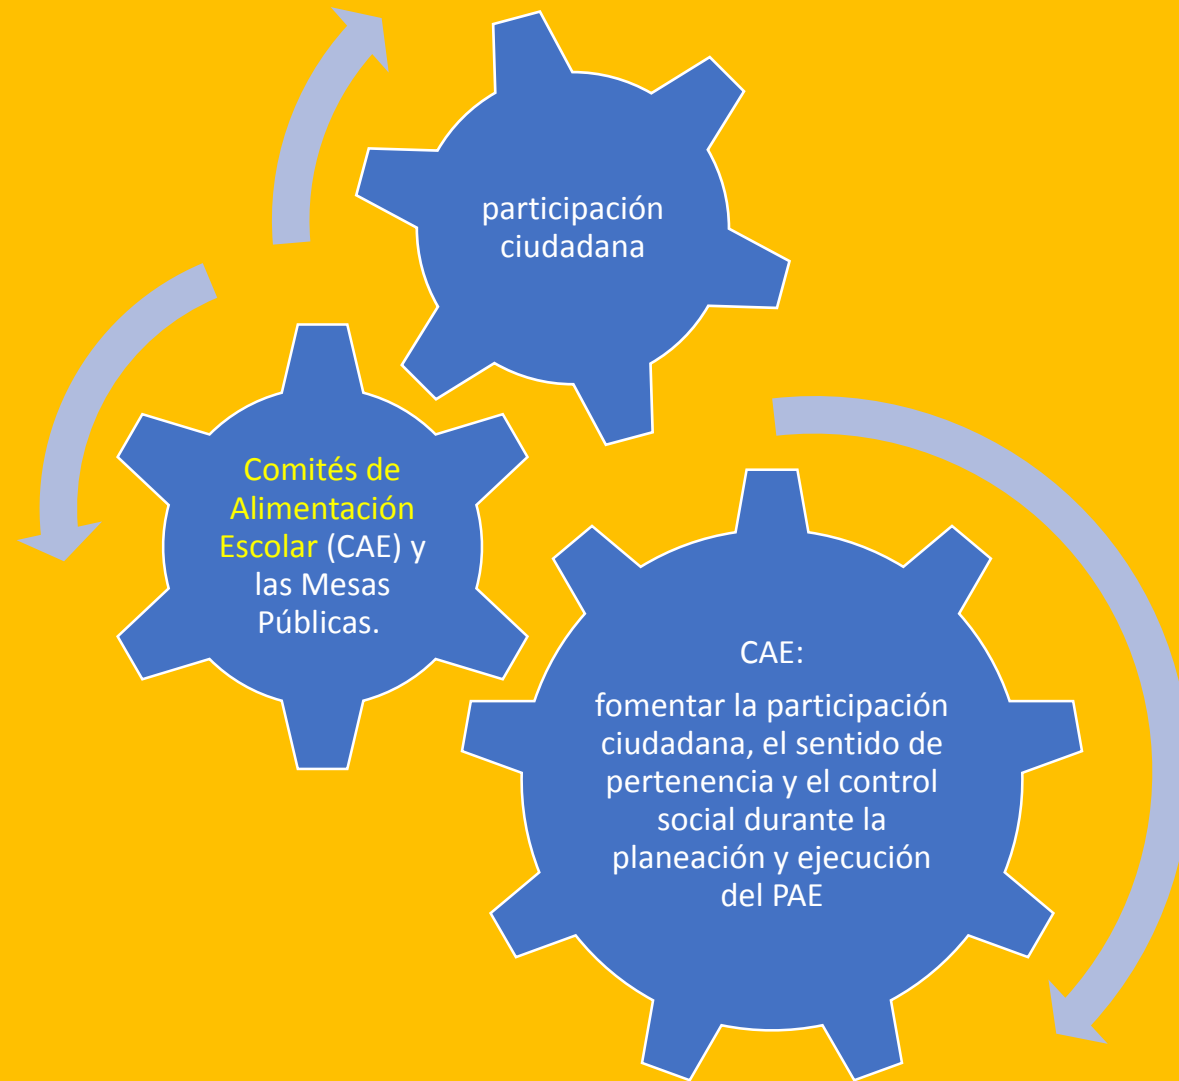 participación
ciudadana
Comités de
Alimentación
Escolar (CAE) y
las Mesas
Públicas.
CAE:
fomentar la participación
ciudadana, el sentido de
pertenencia y el control
social durante la
planeación y ejecución
del PAE